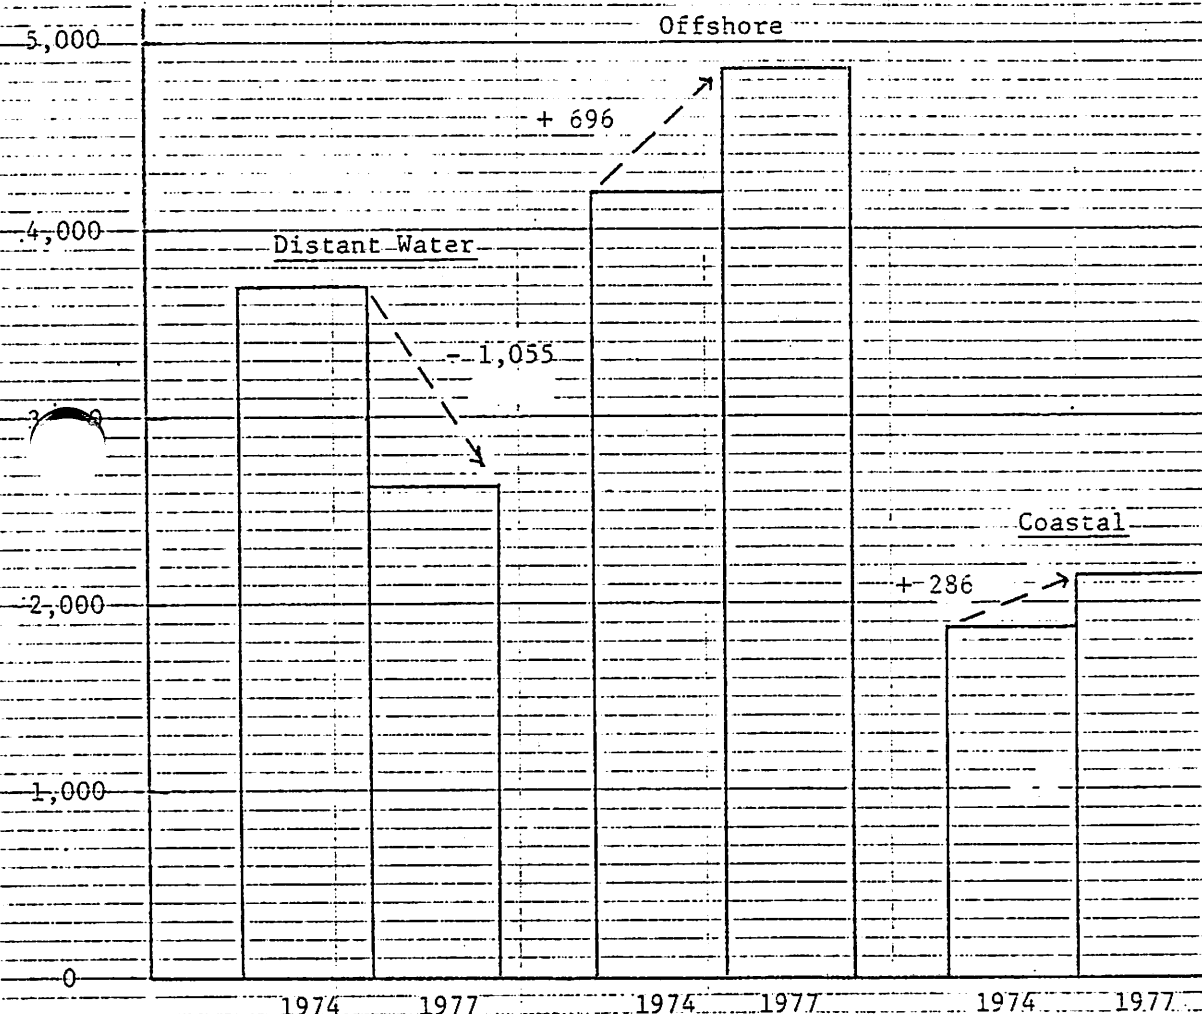 Offshore
5,000
+ 696
4,000
Distant Water
- 1,055
Coastal
+ 286
2,000
1,000
0
1974 1977 1974 1977 1974 1977